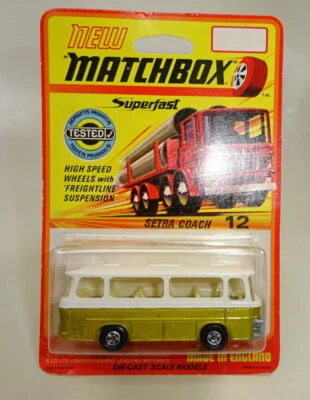 NEW
"MATCHBOX"
T.M.
Superfast
TESTED
HIGH SPEED
WHEELS with
'FREIGHTLINE'
SUSPENSION
SETRA COACH 12
MADE IN ENGLAND
DIE-CAST SCALE MODELS